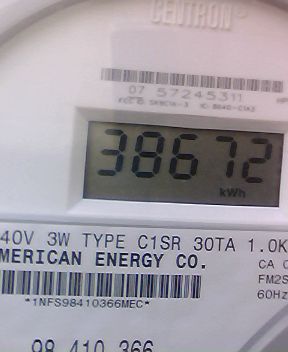 CENTRON®
07 57245311
38672
kWh
40V 3W TYPE C1SR 30TA 1.0K
MERICAN ENERGY CO.
CA
FM2S
60Hz
*1NFS98410366MEC*
98 410 366